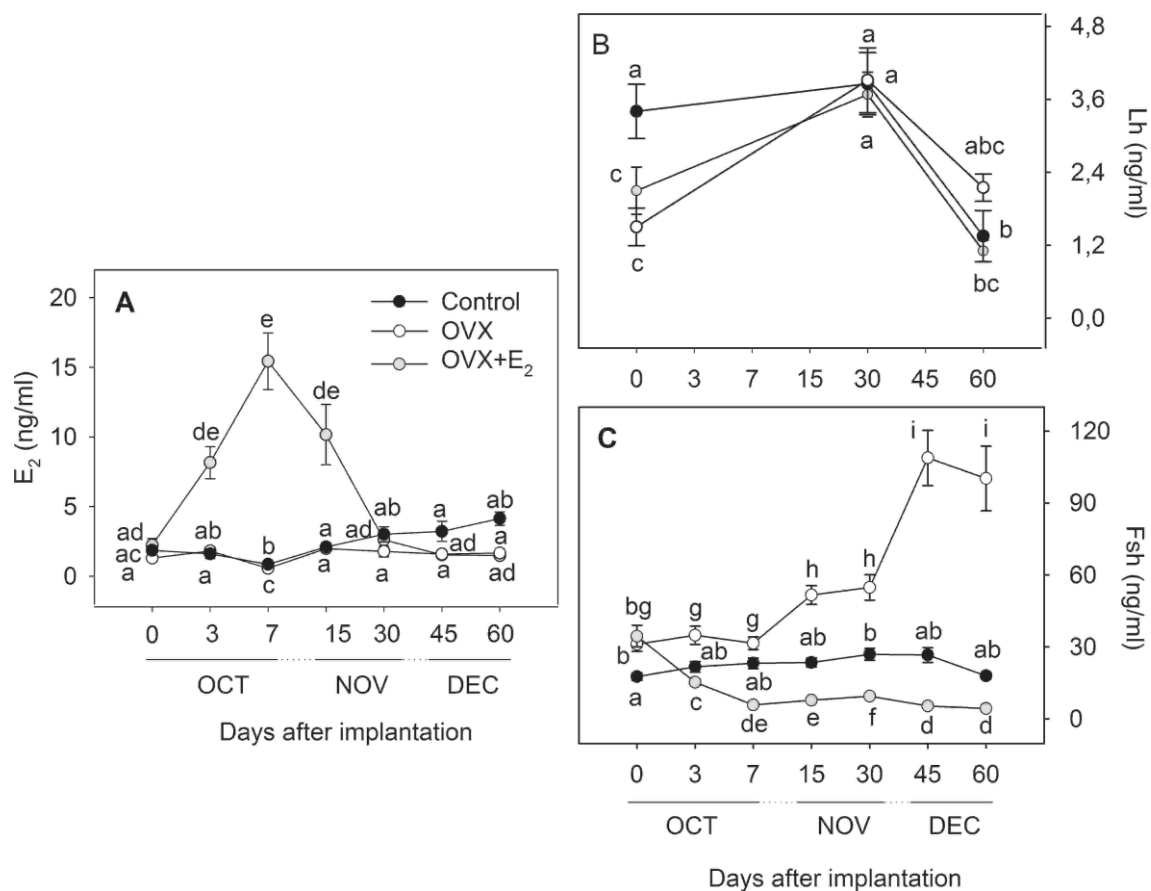 A
Control
OVX
OVX+E₂
20
15
10
5
0
E₂ (ng/ml)
e
de
de
ad
ac
a
ab
a
b
c
a
a
ad
ab
a
a
a
ad
ab
a
ad
0 3 7 15 30 45 60
OCT NOV DEC
Days after implantation
B
a
c
c
a
a
a
abc
b
bc
4,8
3,6
2,4
1,2
0,0
Lh (ng/ml)
0 3 7 15 30 45 60
C
bg
b
a
g
ab
c
g
ab
de
h
ab
e
h
b
f
i
ab
d
i
ab
d
120
90
60
30
0
Fsh (ng/ml)
0 3 7 15 30 45 60
OCT NOV DEC
Days after implantation